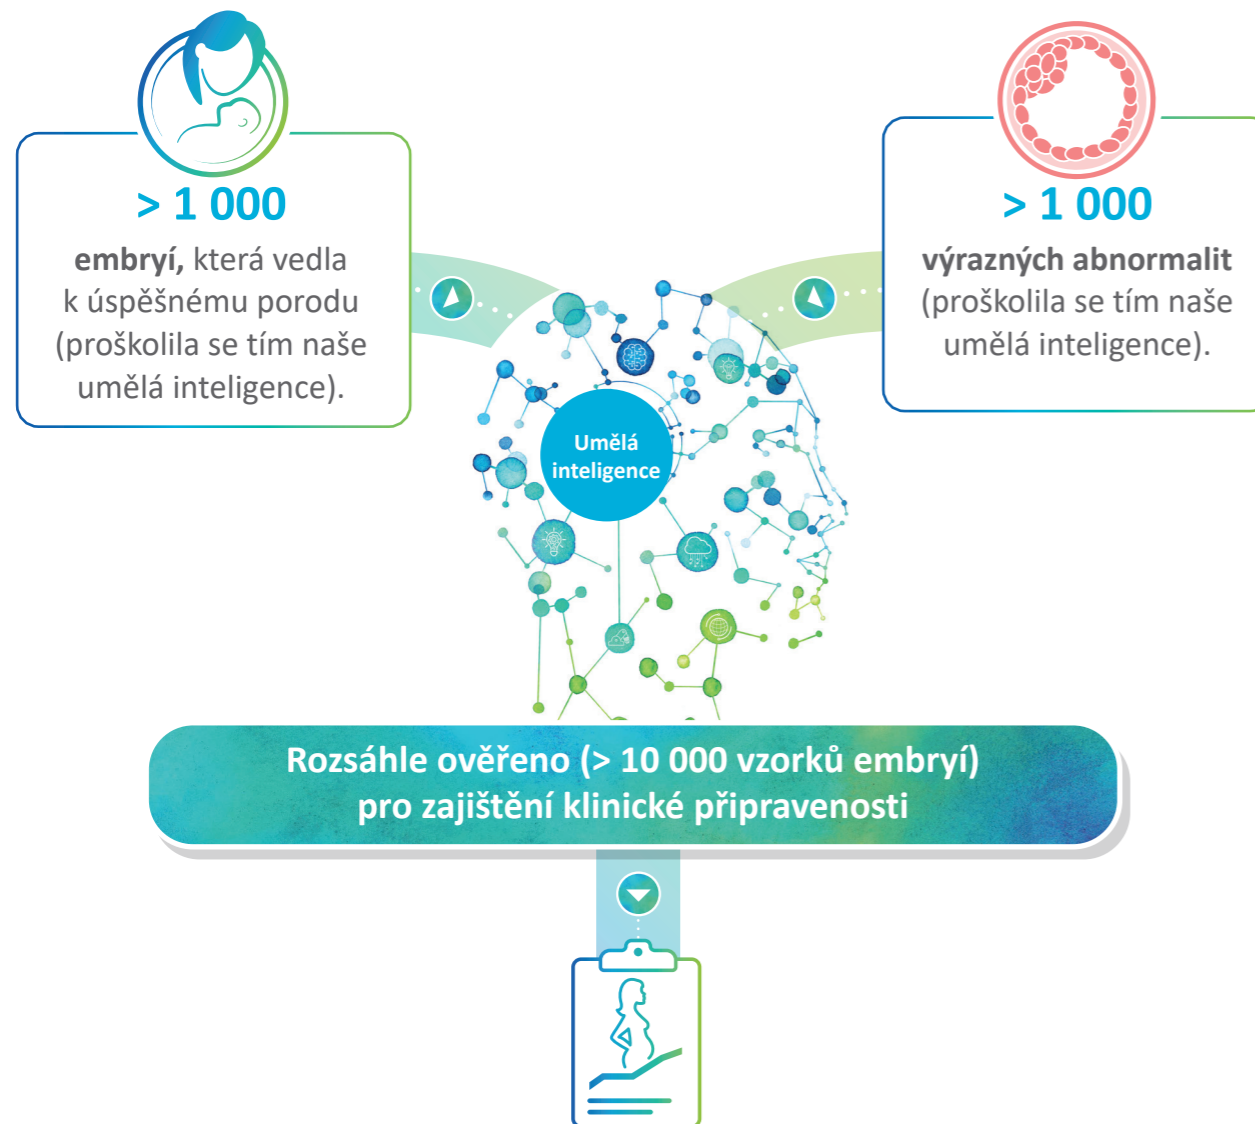 > 1 000
embryí, která vedla
k úspěšnému porodu
(proškolila se tím naše
umělá inteligence).
> 1 000
výrazných abnormalit
(proškolila se tím naše
umělá inteligence).
Umělá
inteligence
Rozsáhle ověřeno (> 10 000 vzorků embryí)
pro zajištění klinické připravenosti